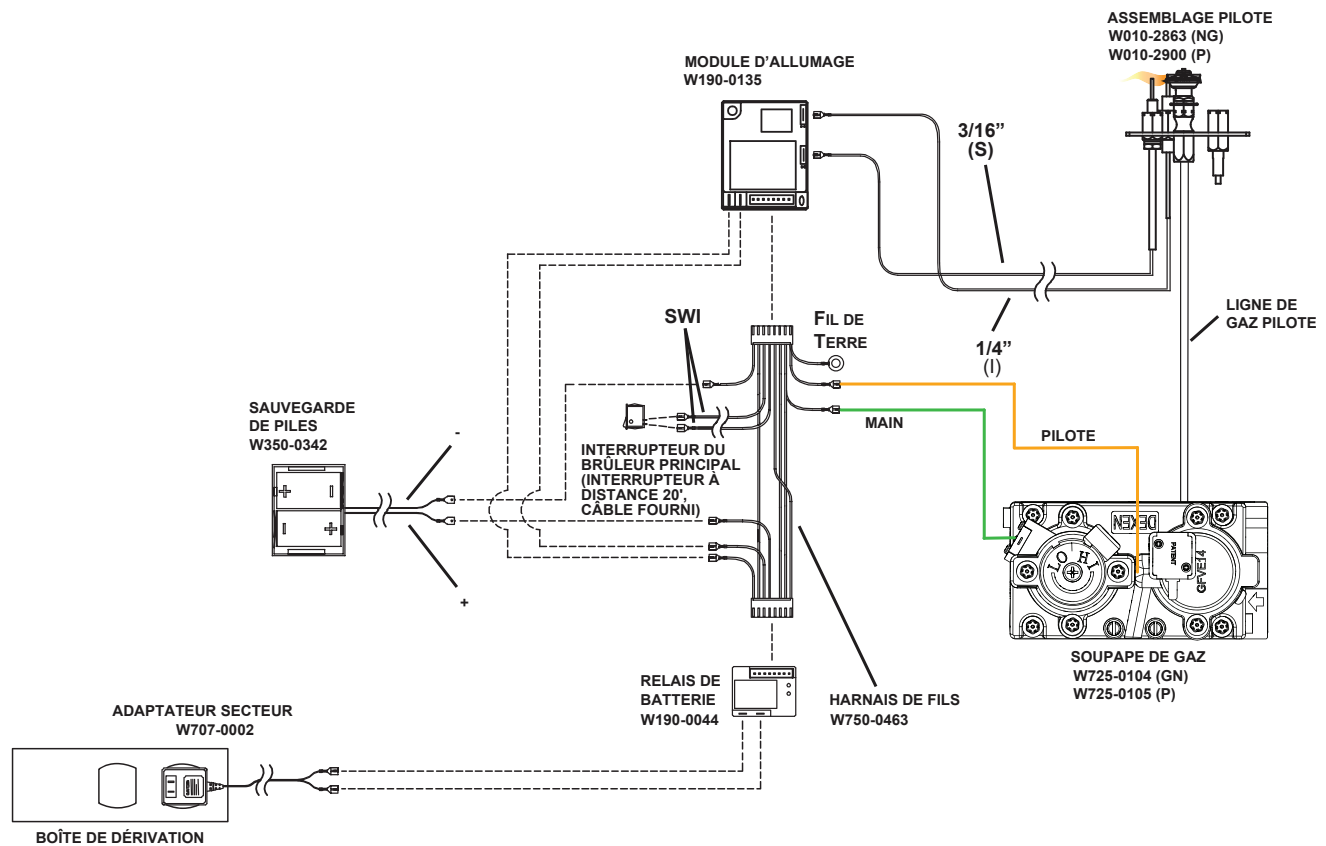 ASSEMBLAGE PILOTE
W010-2863 (NG)
W010-2900 (P)
MODULE D'ALLUMAGE
W190-0135
3/16”
(S)
LIGNE DE
GAZ PILOTE
1/4”
(I)
SWI
FIL DE
TERRE
MAIN
PILOTE
SAUVEGARDE
DE PILES
W350-0342
-
+ -
- +
+
INTERRUPTEUR DU
BRÛLEUR PRINCIPAL
(INTERRUPTEUR À
DISTANCE 20',
CÂBLE FOURNI)
DEXEN
LO HI
PATENT
GFVE14
SOUPAPE DE GAZ
W725-0104 (GN)
W725-0105 (P)
RELAIS DE
BATTERIE
W190-0044
HARNAIS DE FILS
W750-0463
ADAPTATEUR SECTEUR
W707-0002
BOÎTE DE DÉRIVATION